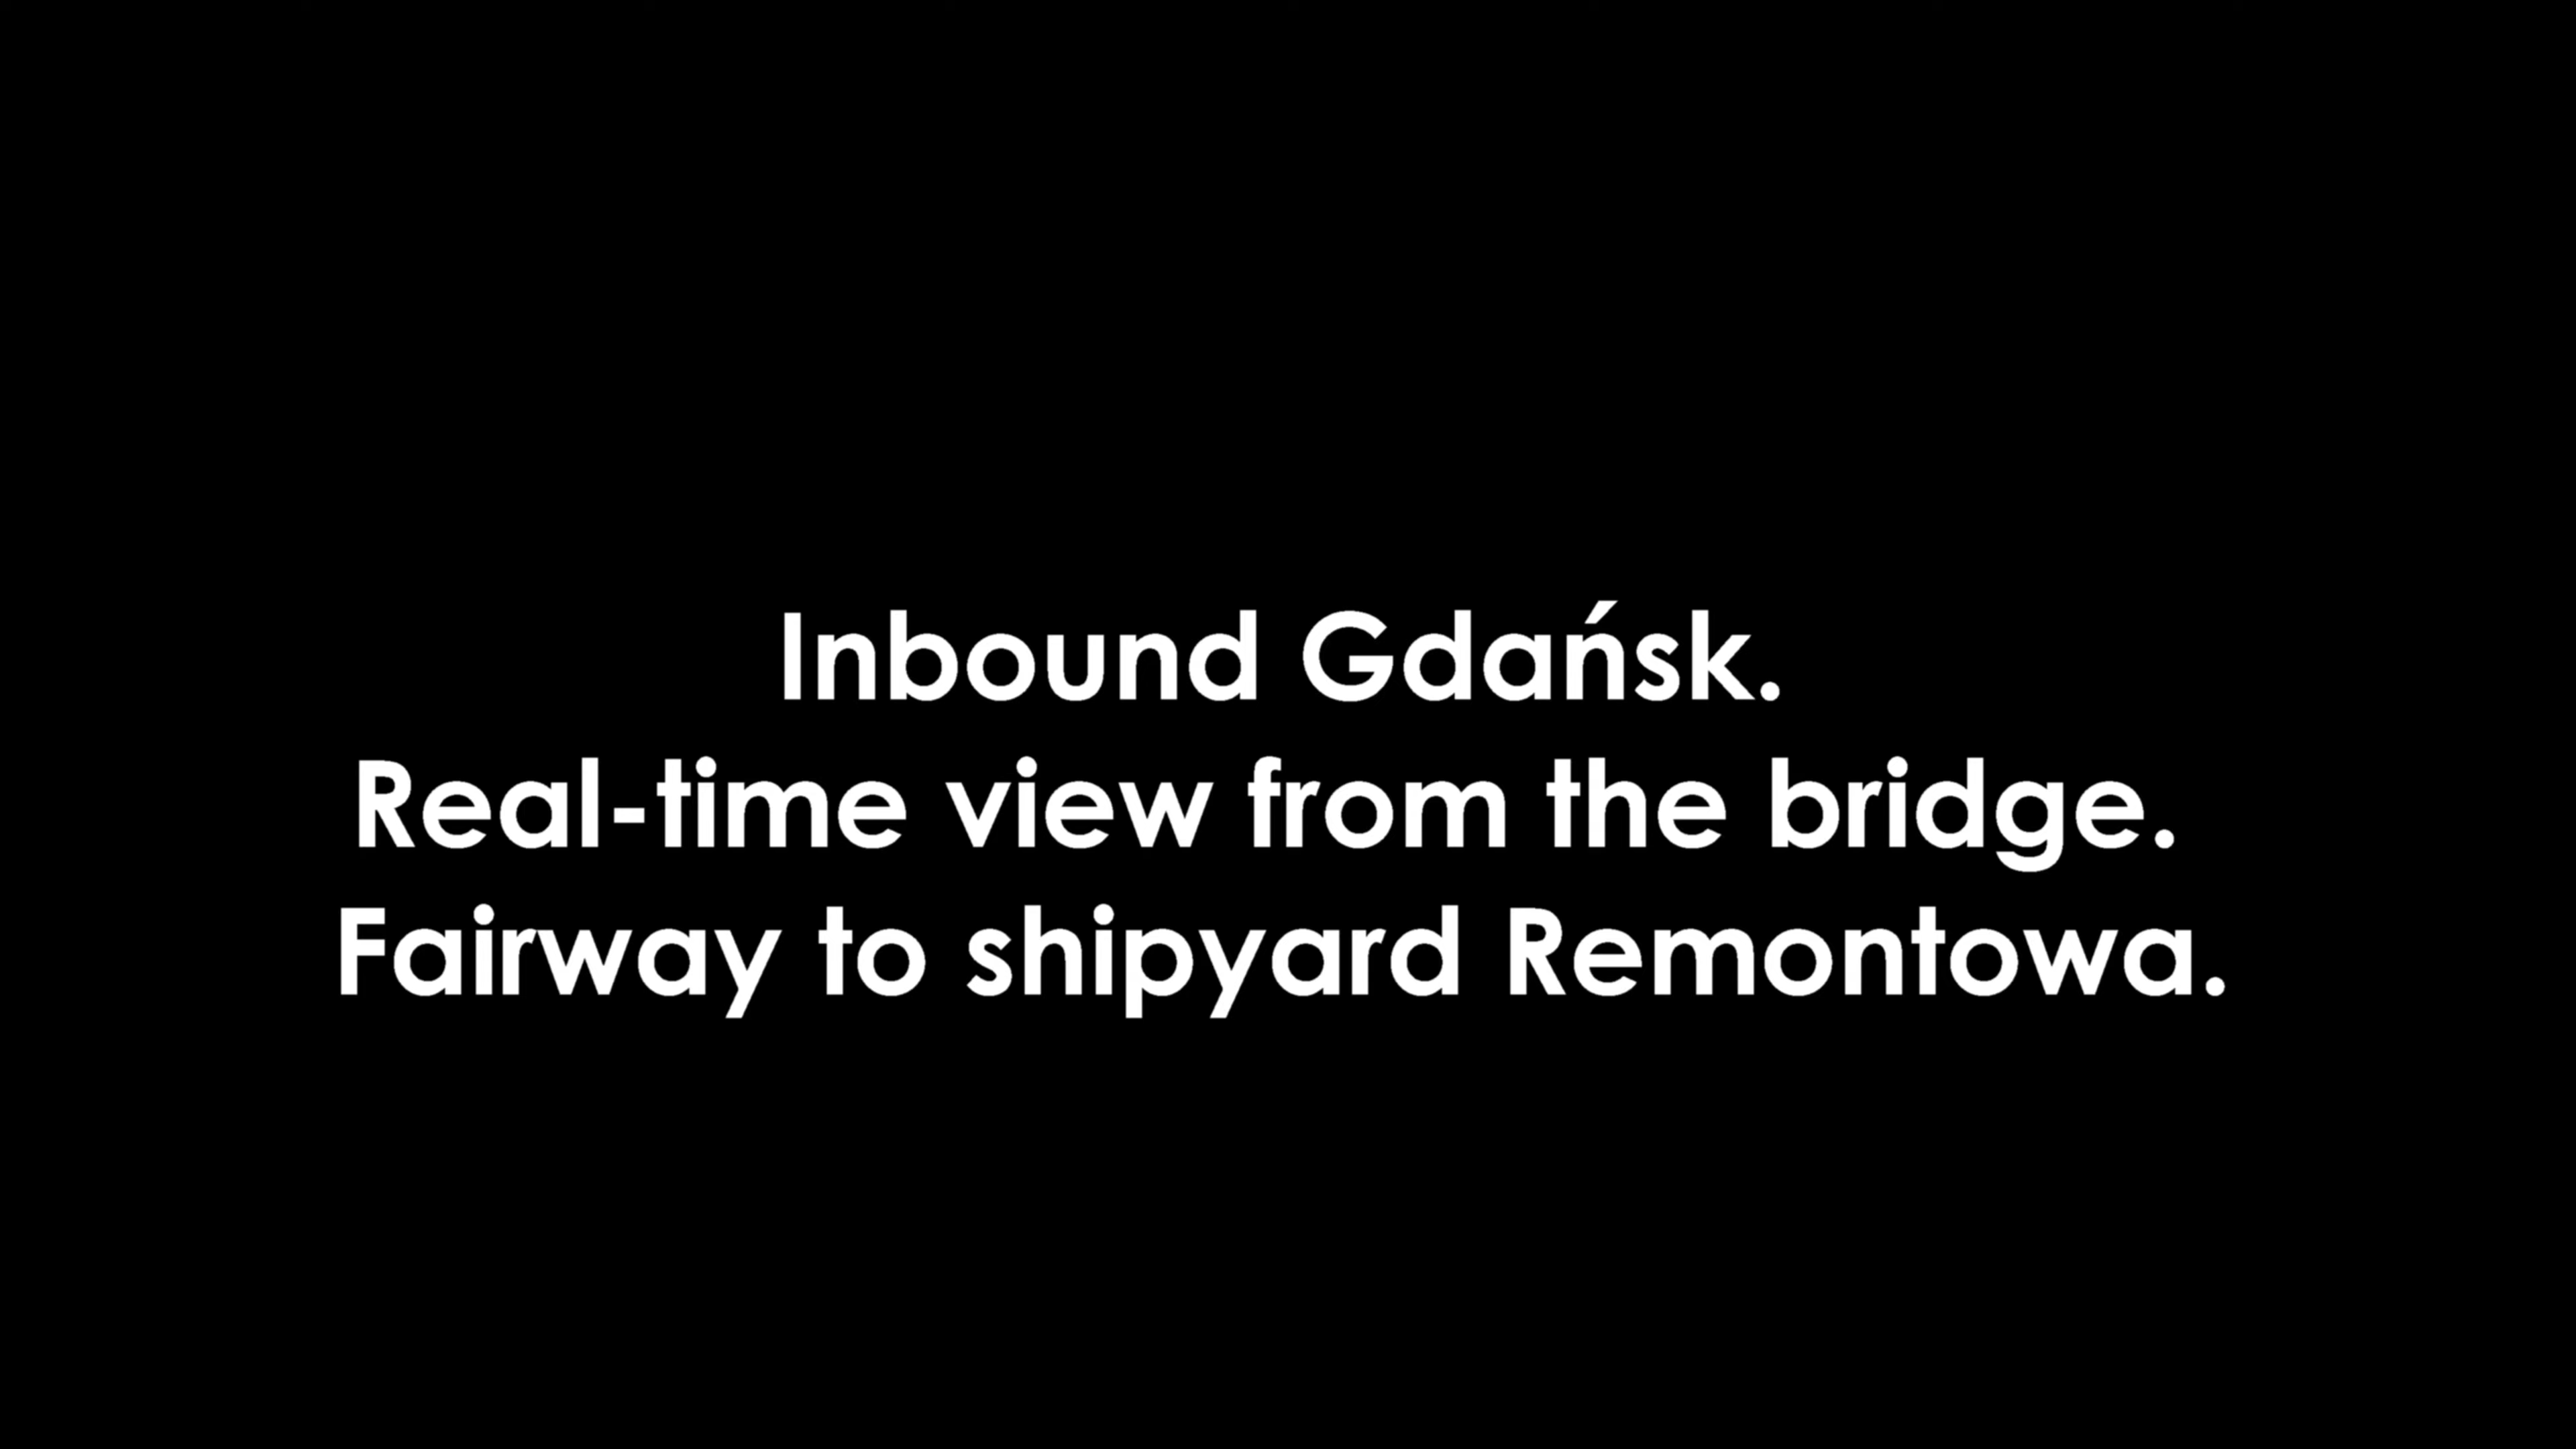 Inbound Gdańsk.
Real-time view from the bridge.
Fairway to shipyard Remontowa.